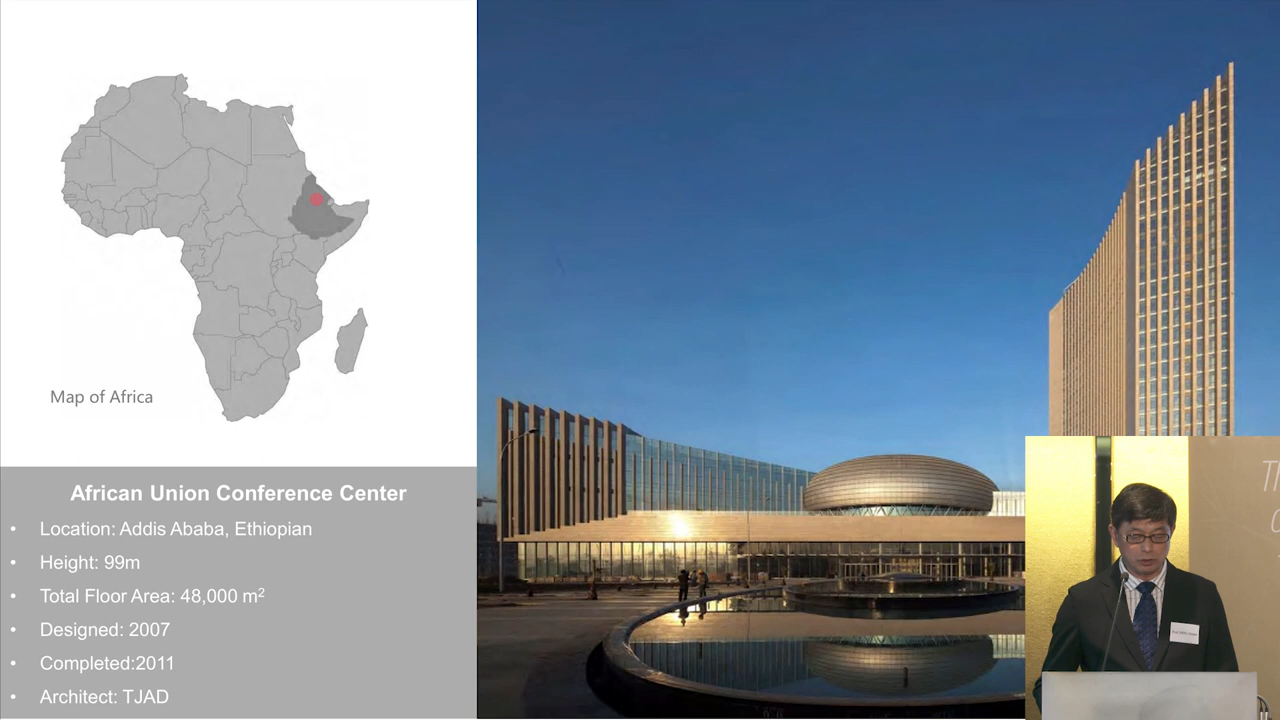 Map of Africa
African Union Conference Center
• Location: Addis Ababa, Ethiopian
• Height: 99m
• Total Floor Area: 48,000 m²
• Designed: 2007
• Completed:2011
• Architect: TJAD